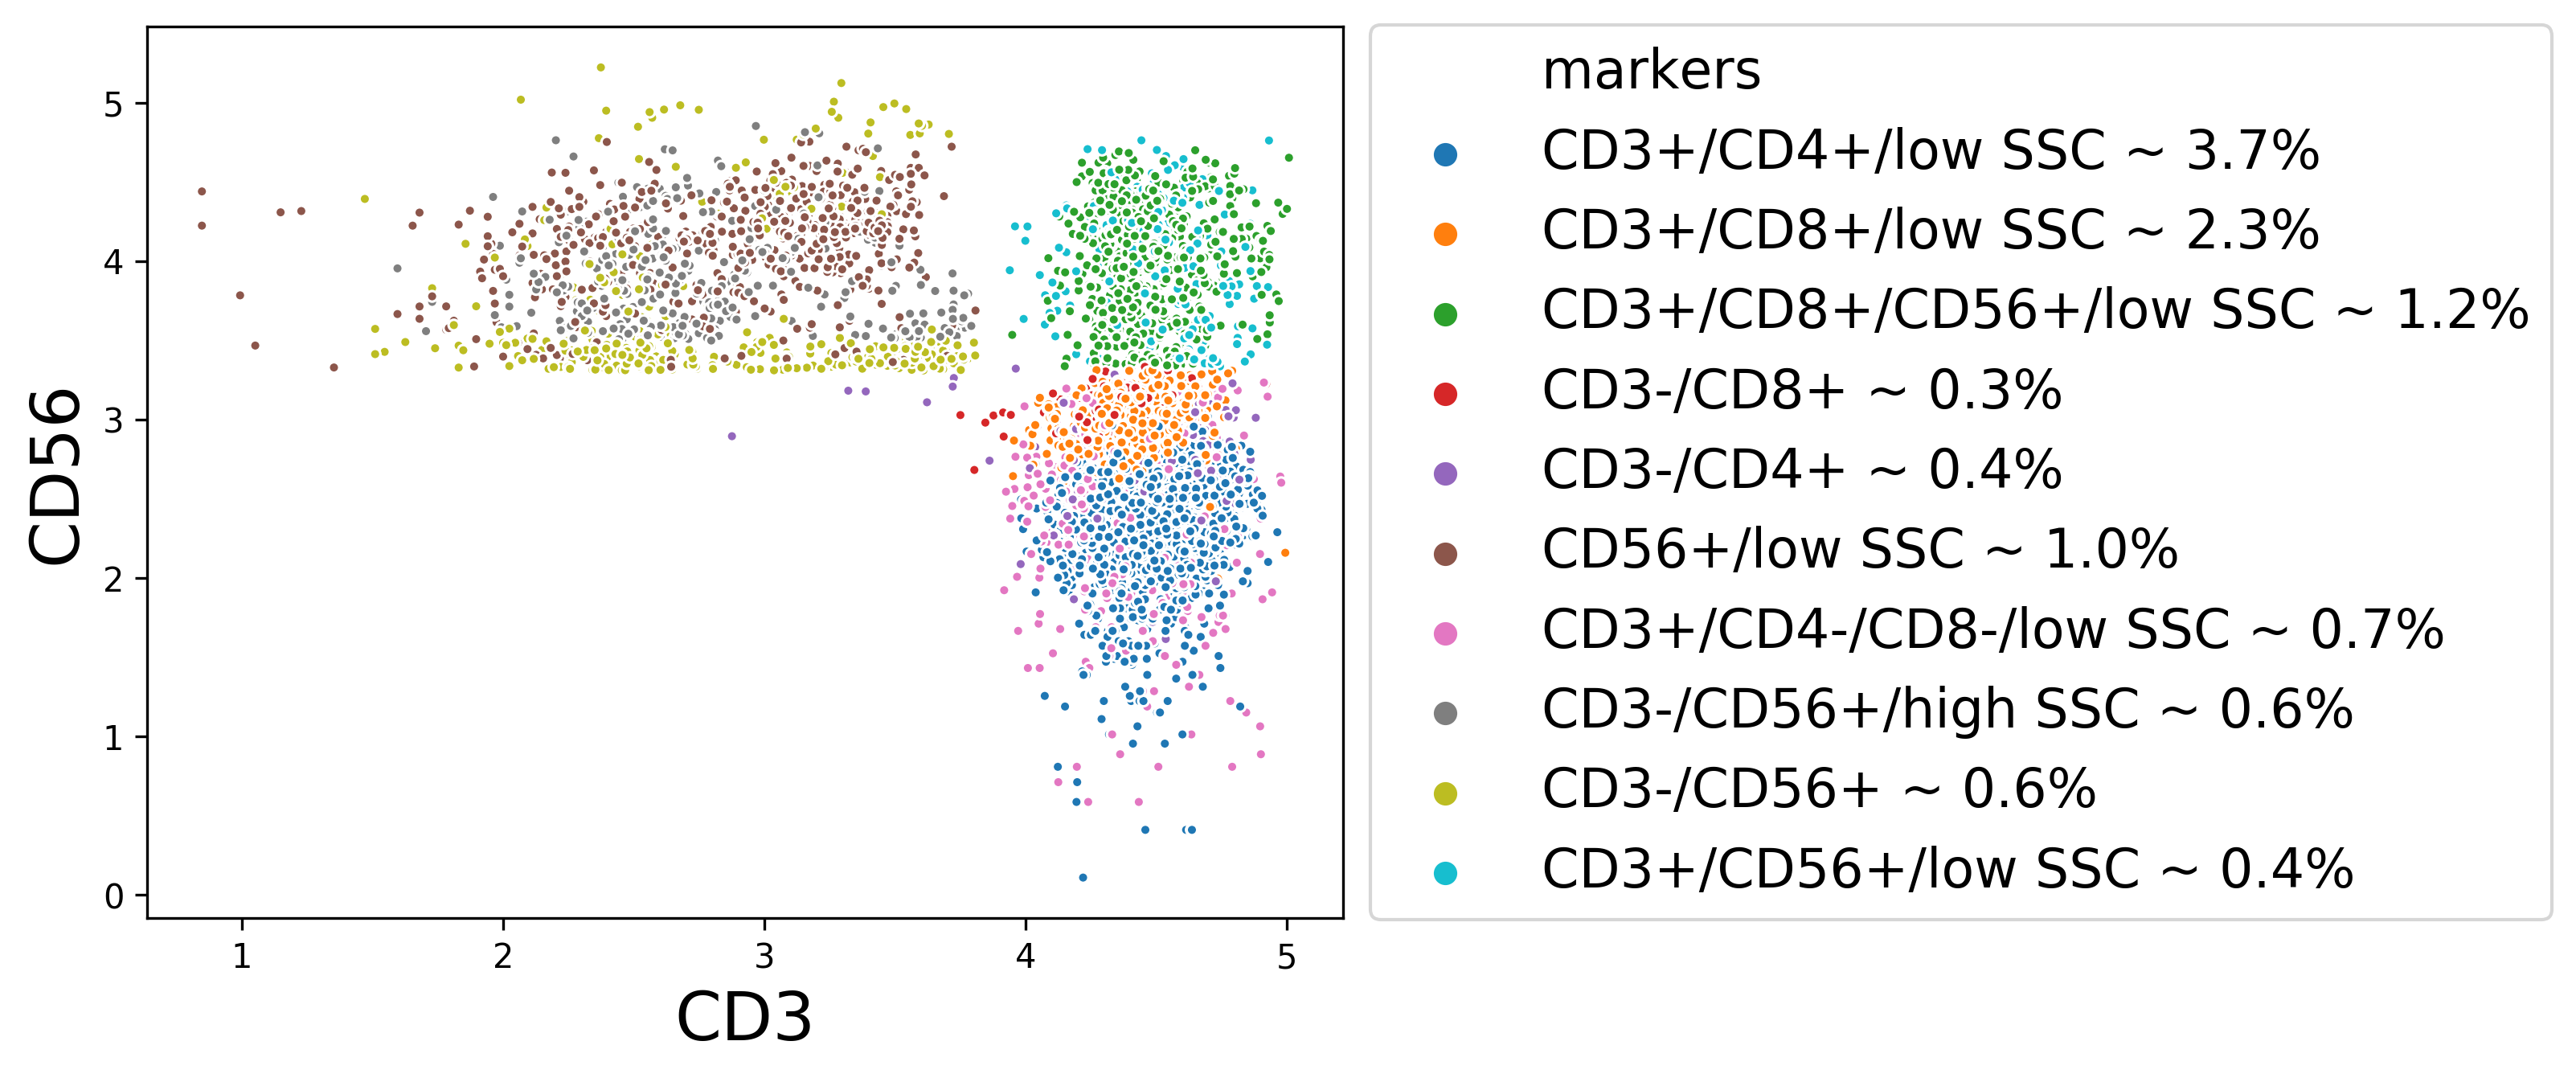 markers
CD3+/CD4+/low SSC ~ 3.7%
CD3+/CD8+/low SSC ~ 2.3%
CD3+/CD8+/CD56+/low SSC ~ 1.2%
CD3-/CD8+ ~ 0.3%
CD3-/CD4+ ~ 0.4%
CD56+/low SSC ~ 1.0%
CD3+/CD4-/CD8-/low SSC ~ 0.7%
CD3-/CD56+/high SSC ~ 0.6%
CD3-/CD56+ ~ 0.6%
CD3+/CD56+/low SSC ~ 0.4%
CD56
5
4
3
2
1
0
1 2 3 4 5
CD3